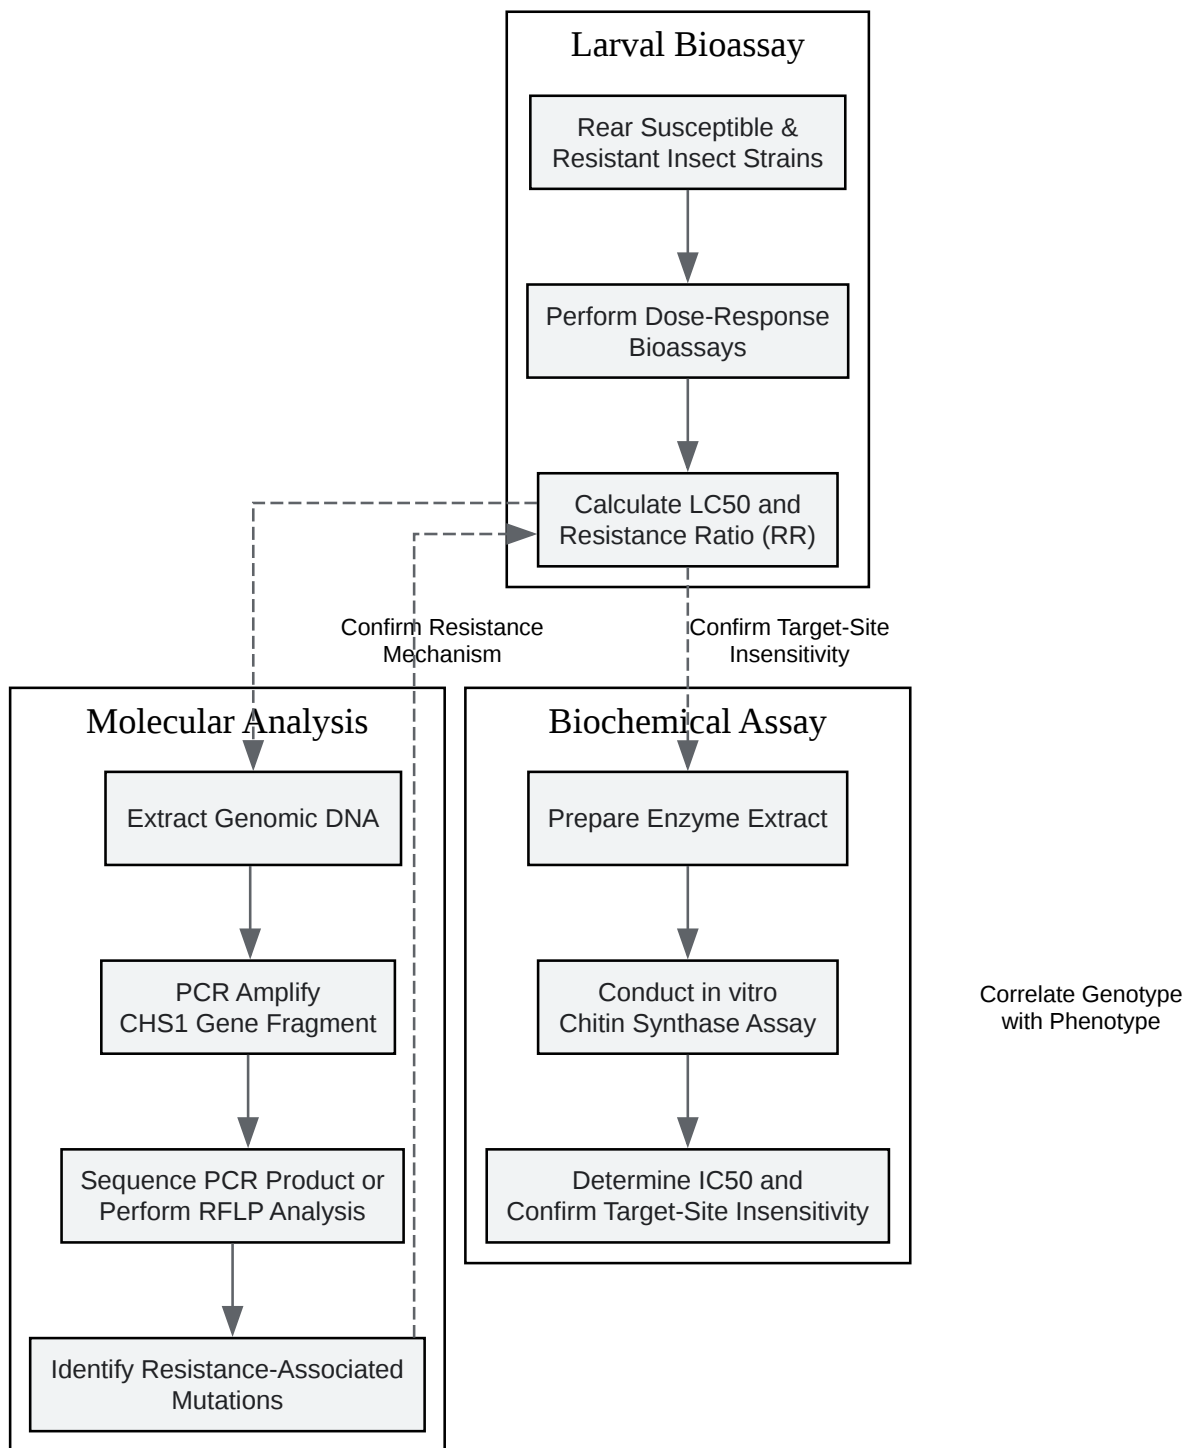 Larval Bioassay
Rear Susceptible &
Resistant Insect Strains
Perform Dose-Response
Bioassays
Calculate LC50 and
Resistance Ratio (RR)
Confirm Resistance
Mechanism
Confirm Target-Site
Insensitivity
Molecular Analysis
Extract Genomic DNA
PCR Amplify
CHS1 Gene Fragment
Sequence PCR Product or
Perform RFLP Analysis
Identify Resistance-Associated
Mutations
Biochemical Assay
Prepare Enzyme Extract
Conduct in vitro
Chitin Synthase Assay
Determine IC50 and
Confirm Target-Site Insensitivity
Correlate Genotype
with Phenotype